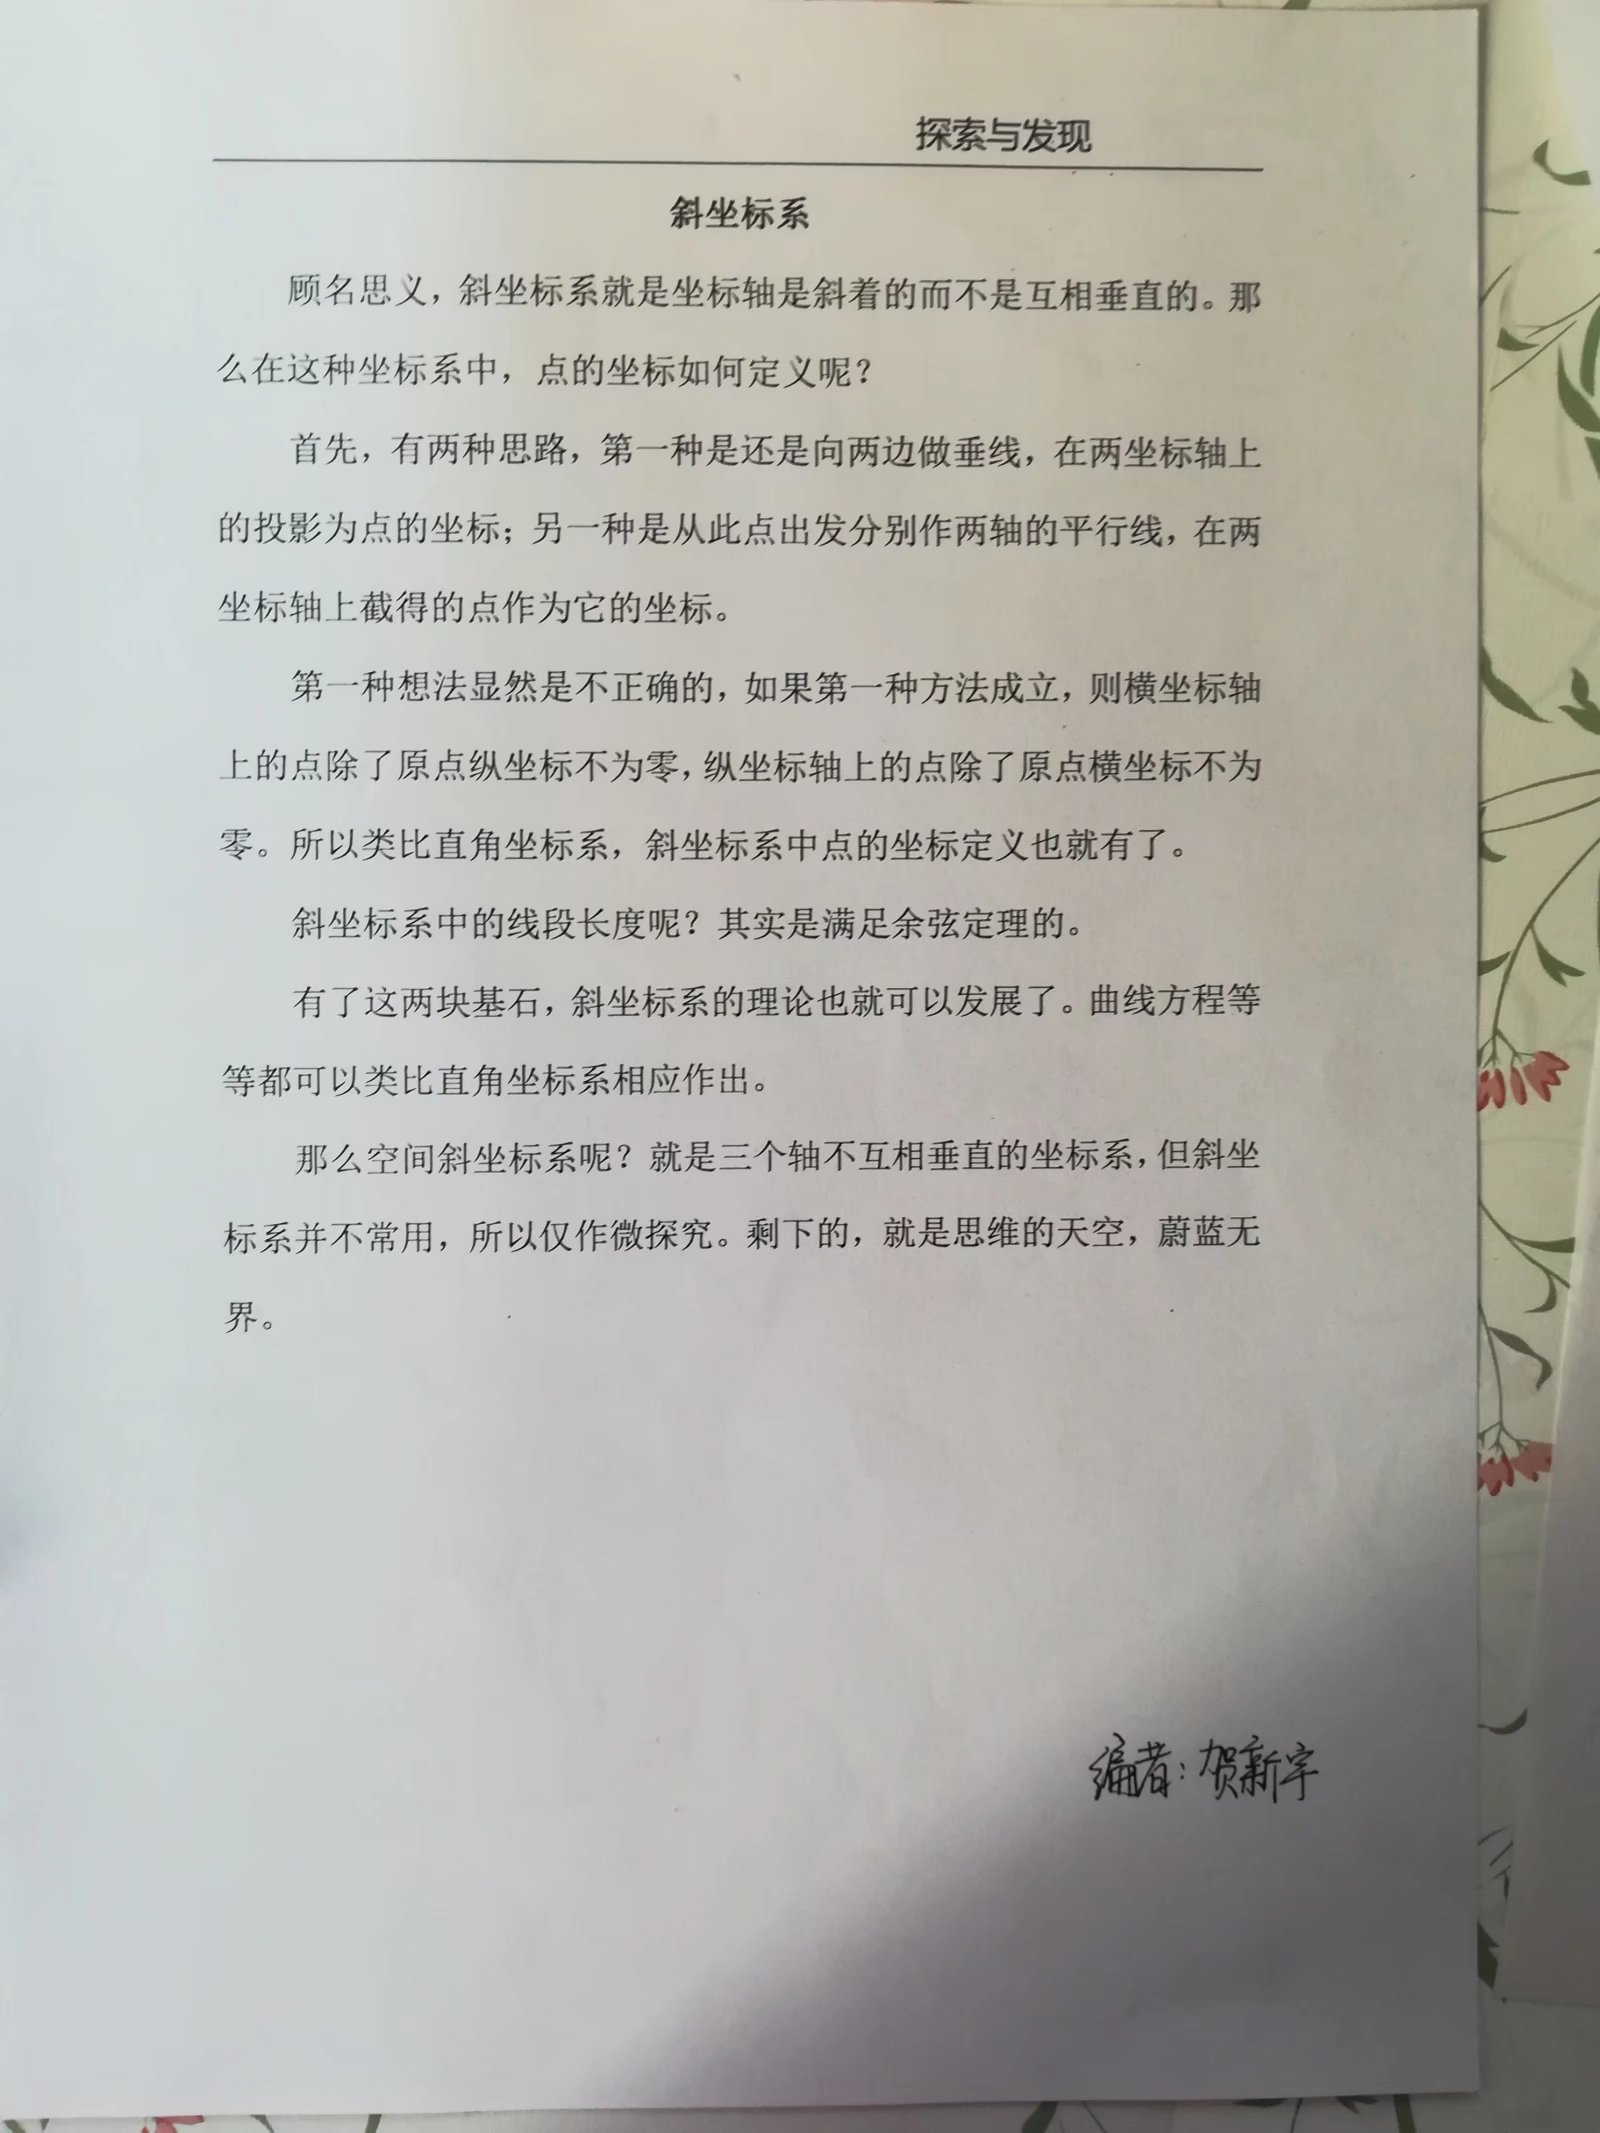 探索与发现
斜坐标系
顾名思义，斜坐标系就是坐标轴是斜着的而不是互相垂直的。那
么在这种坐标系中，点的坐标如何定义呢？
首先，有两种思路，第一种是还是向两边做垂线，在两坐标轴上
的投影为点的坐标；另一种是从此点出发分别作两轴的平行线，在两
坐标轴上截得的点作为它的坐标。
第一种想法显然是不正确的，如果第一种方法成立，则横坐标轴
上的点除了原点纵坐标不为零，纵坐标轴上的点除了原点横坐标不为
零。所以类比直角坐标系，斜坐标系中点的坐标定义也就有了。
斜坐标系中的线段长度呢？其实是满足余弦定理的。
有了这两块基石，斜坐标系的理论也就可以发展了。曲线方程等
等都可以类比直角坐标系相应作出。
那么空间斜坐标系呢？就是三个轴不互相垂直的坐标系，但斜坐
标系并不常用，所以仅作微探究。剩下的，就是思维的天空，蔚蓝无
界。
编者：贺新宇